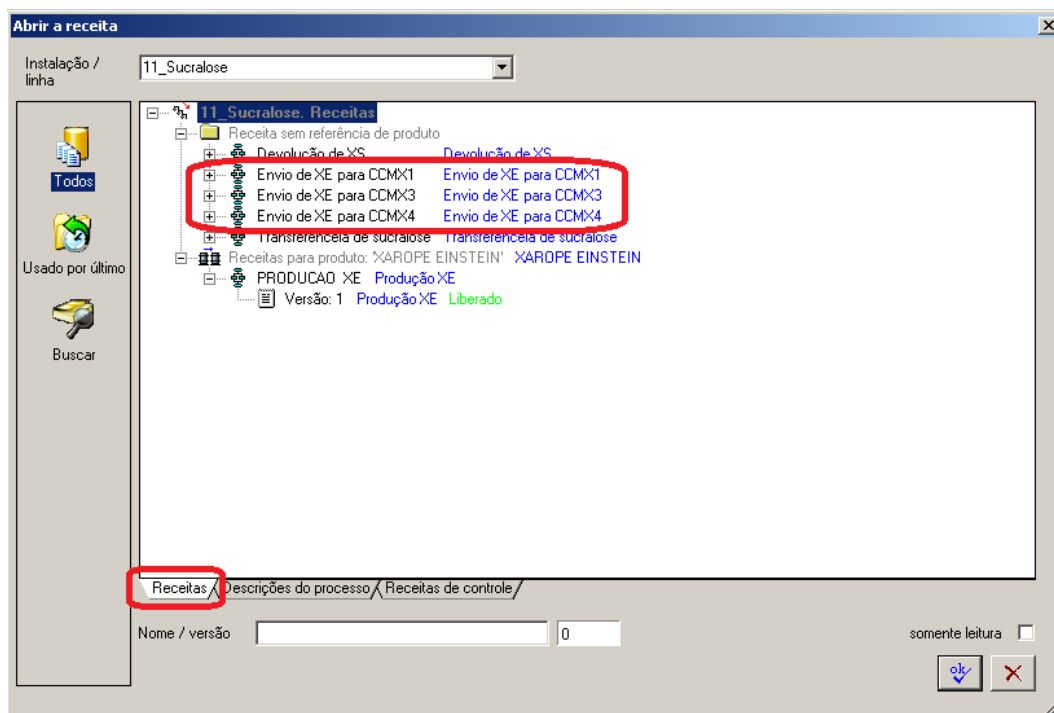 Abrir a receita
Instalação / linha
11_Sucralose
11_Sucralose. Receitas
Receita sem referência de produto
Devolução de XS Devolução de XS
Envio de XE para CCMX1 Envio de XE para CCMX1
Envio de XE para CCMX3 Envio de XE para CCMX3
Envio de XE para CCMX4 Envio de XE para CCMX4
Transferenceia de sucralose Transferenceia de sucralose
Receitas para produto: 'XAROPE EINSTEIN' XAROPE EINSTEIN
PRODUCAO XE Produção XE
Versão: 1 Produção XE Liberado
Todos
Usado por último
Buscar
Receitas Descrições do processo Receitas de controle
Nome / versão 0 somente leitura
ok